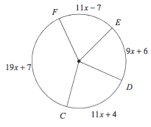 11x − 7
F
E
19x + 7
9x + 6
D
C
11x + 4